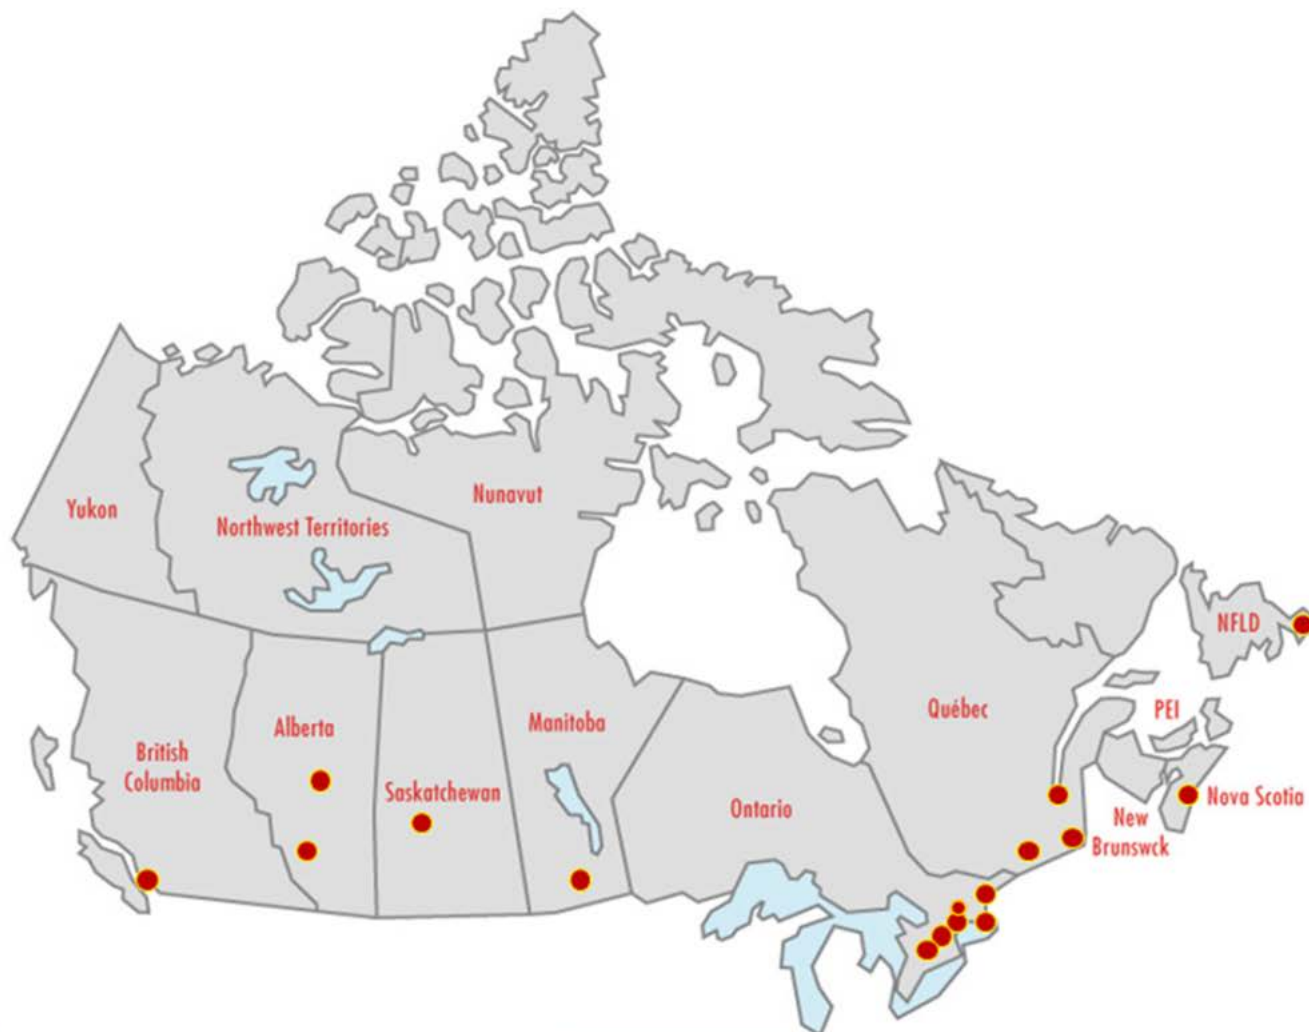 Yukon
Northwest Territories
Nunavut
NFLD
British
Columbia
Alberta
Saskatchewan
Manitoba
Ontario
Québec
PEI
New
Brunswck
Nova Scotia